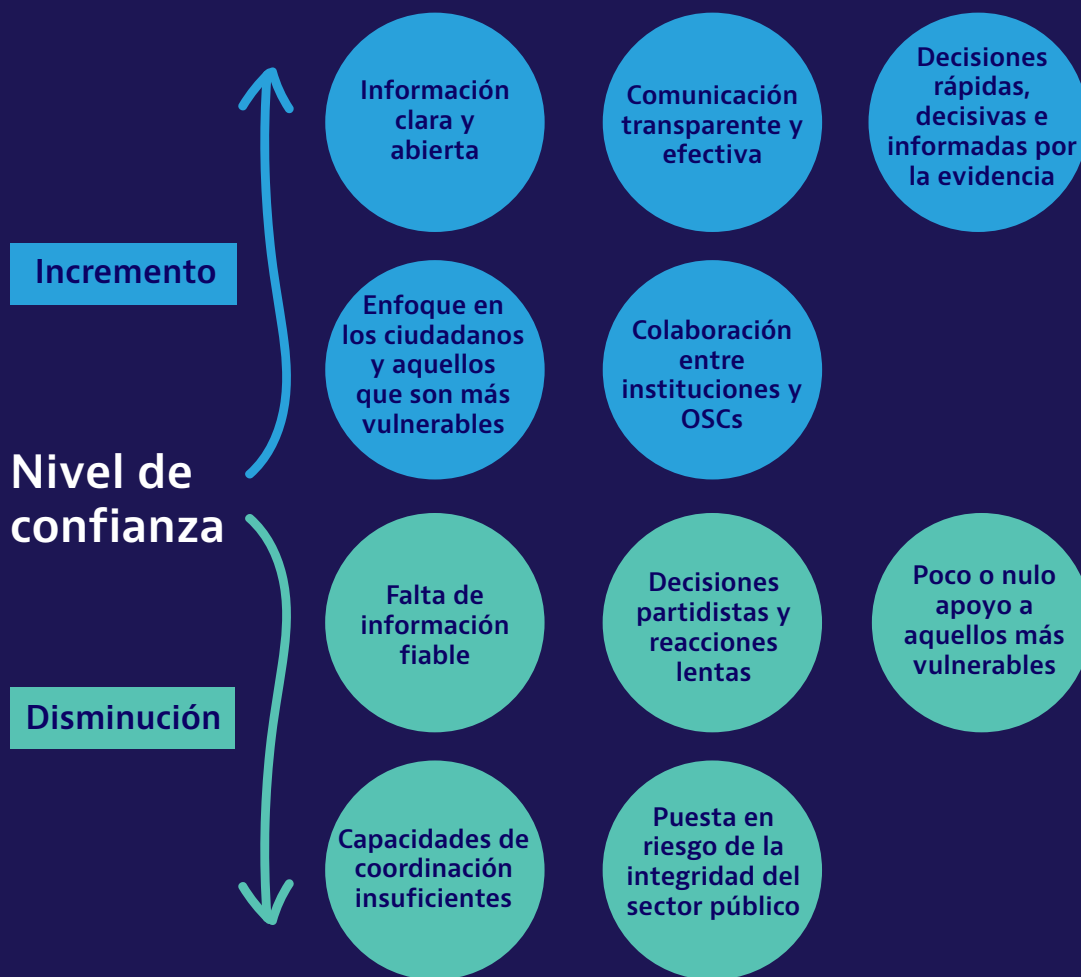 Información
clara y
abierta
Comunicación
transparente y
efectiva
Decisiones
rápidas,
decisivas e
informadas por
la evidencia
Incremento
Enfoque en
los ciudadanos
y aquellos
que son más
vulnerables
Colaboración
entre
instituciones y
OSCs
Nivel de
confianza
Falta de
información
fiable
Decisiones
partidistas y
reacciones
lentas
Poco o nulo
apoyo a
aquellos más
vulnerables
Disminución
Capacidades de
coordinación
insuficientes
Puesta en
riesgo de la
integridad del
sector público